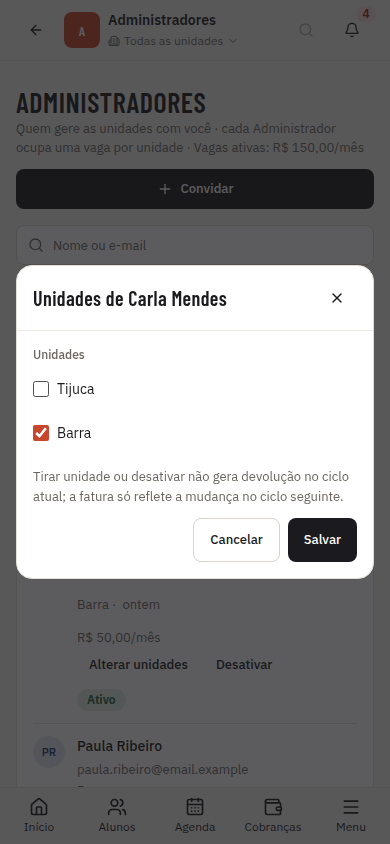 A
Administradores
Todas as unidades
4
ADMINISTRADORES
Quem gere as unidades com você · cada Administrador
ocupa uma vaga por unidade · Vagas ativas: R$ 150,00/mês
Convidar
Nome ou e-mail
Unidades de Carla Mendes
Unidades
Tijuca
Barra
Tirar unidade ou desativar não gera devolução no ciclo
atual; a fatura só reflete a mudança no ciclo seguinte.
Cancelar
Salvar
Barra · ontem
R$ 50,00/mês
Alterar unidades
Desativar
Ativo
PR
Paula Ribeiro
paula.ribeiro@email.example
Início
Alunos
Agenda
Cobranças
Menu